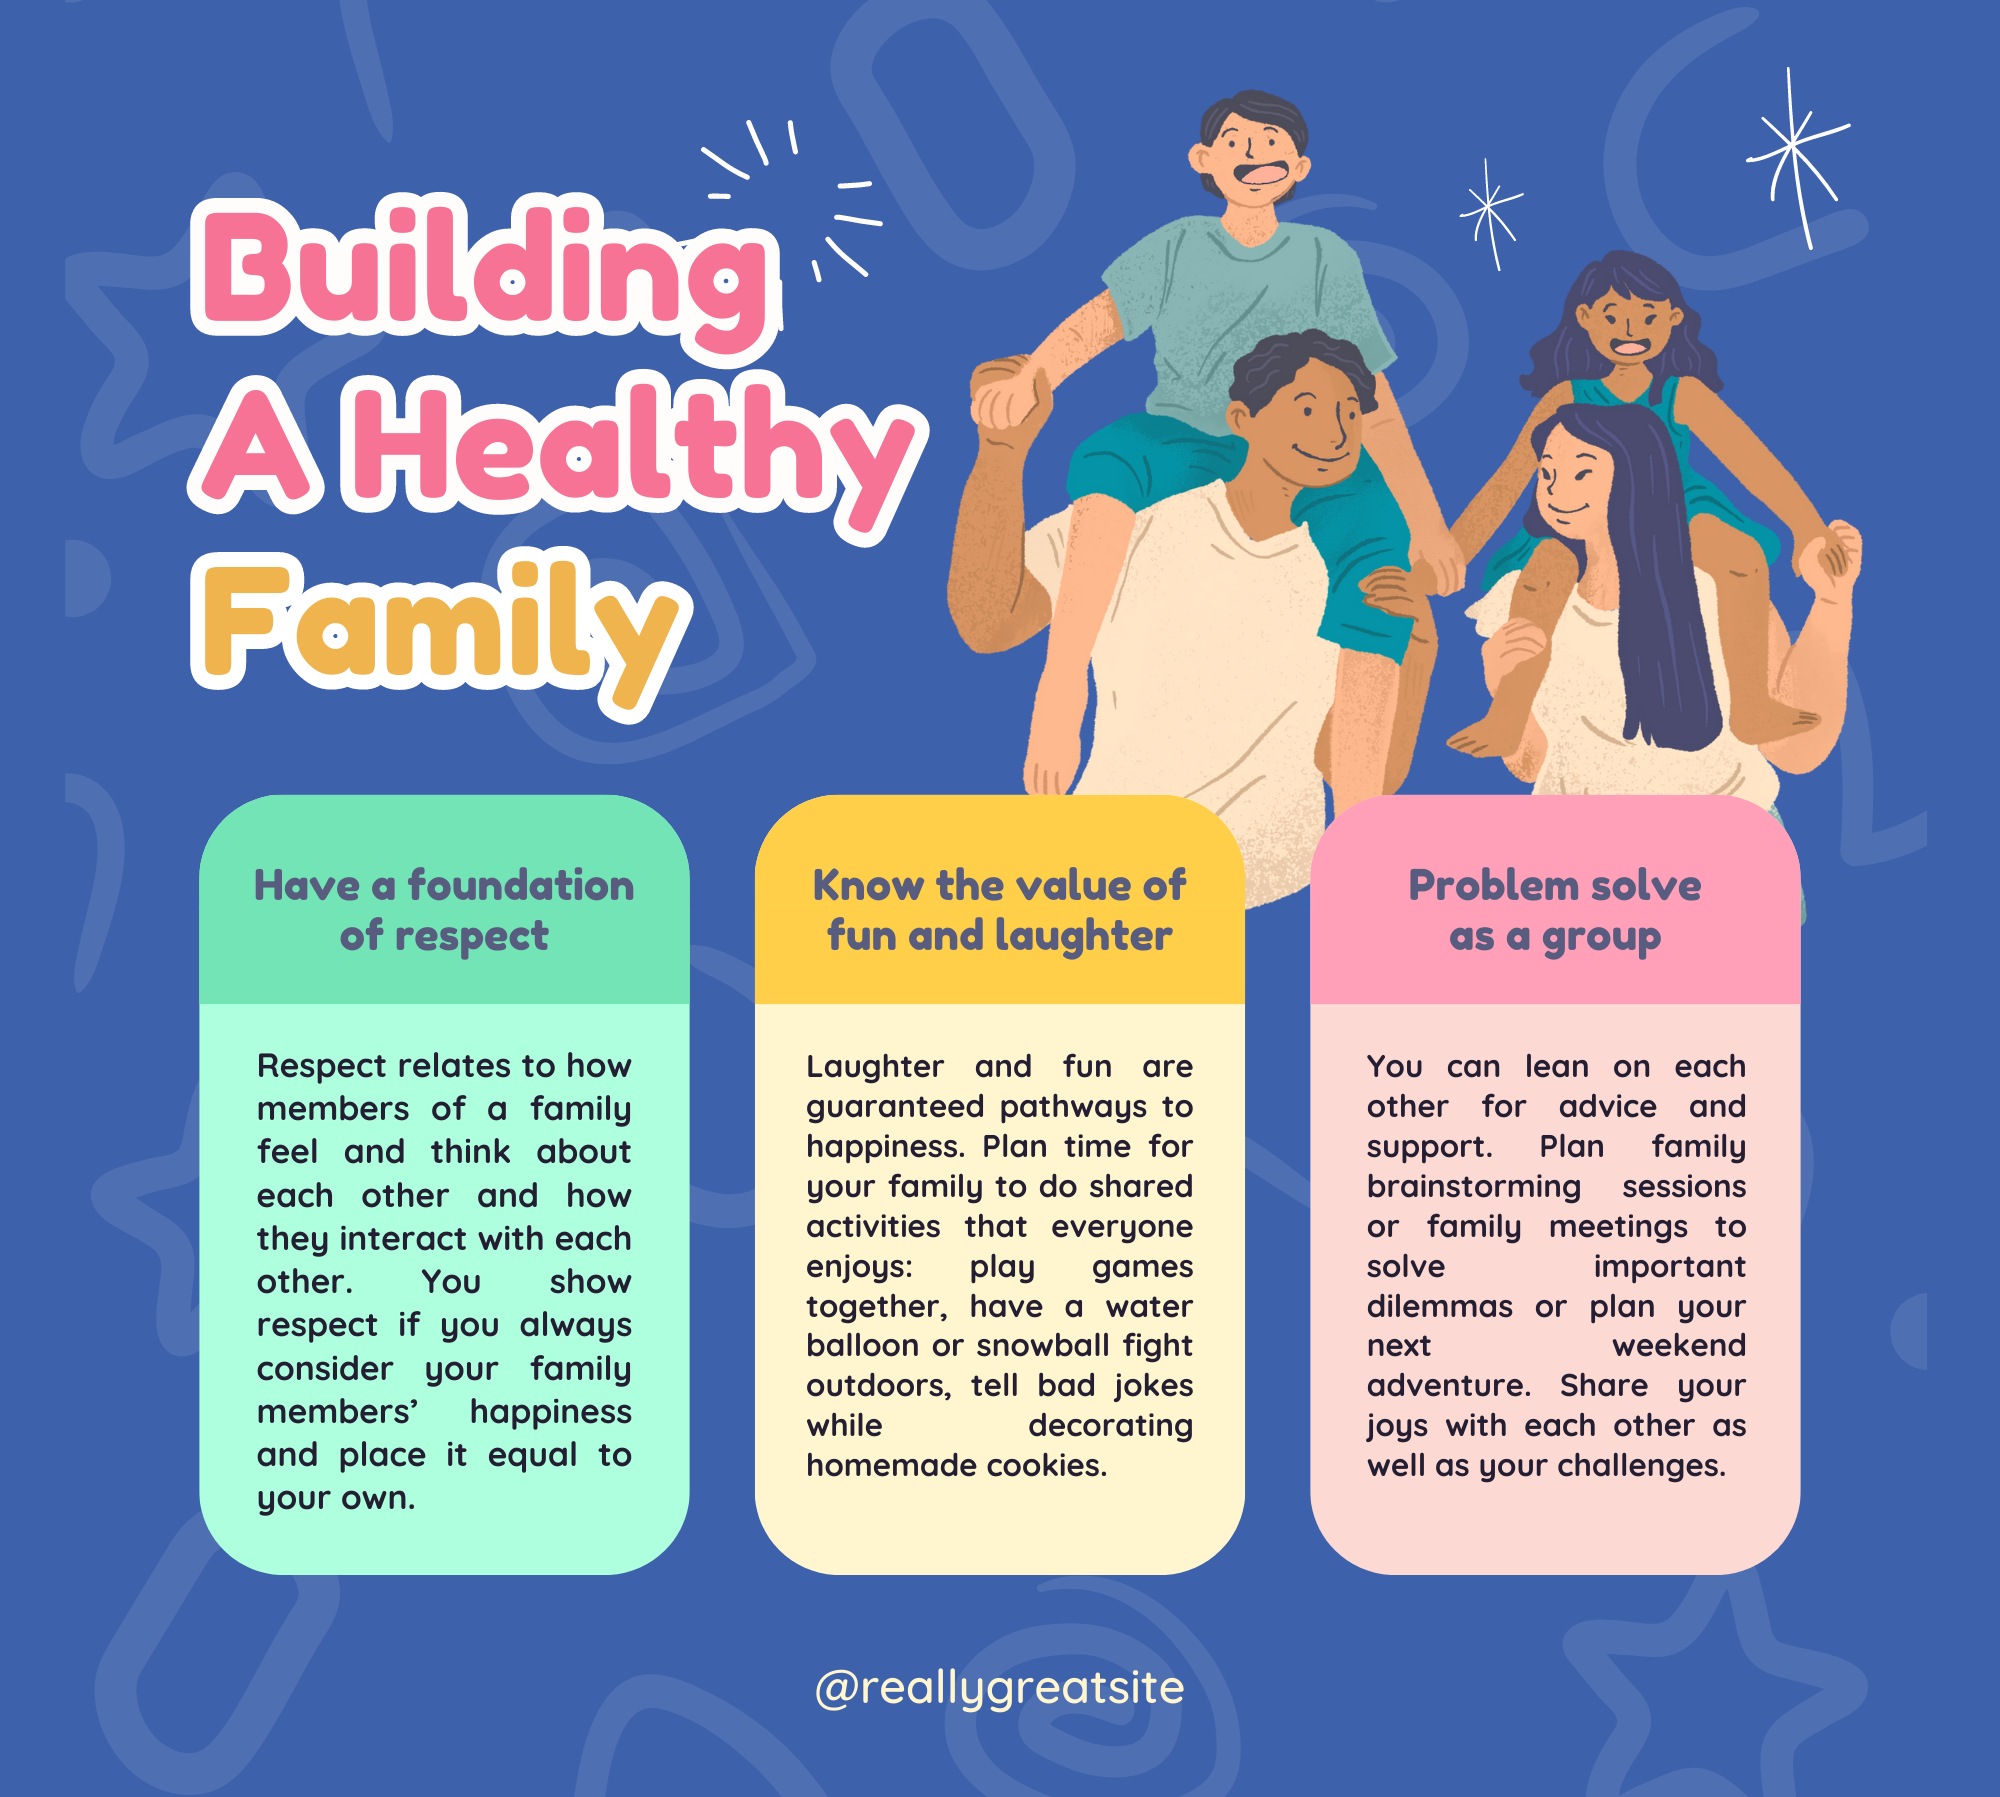 Building
A Healthy
Family
Have a foundation
of respect
Respect relates to how
members of a family
feel and think about
each other and how
they interact with each
other. You show
respect if you always
consider your family
members’ happiness
and place it equal to
your own.
Know the value of
fun and laughter
Laughter and fun are
guaranteed pathways to
happiness. Plan time for
your family to do shared
activities that everyone
enjoys: play games
together, have a water
balloon or snowball fight
outdoors, tell bad jokes
while decorating
homemade cookies.
Problem solve
as a group
You can lean on each
other for advice and
support. Plan family
brainstorming sessions
or family meetings to
solve important
dilemmas or plan your
next weekend
adventure. Share your
joys with each other as
well as your challenges.
@reallygreatsite